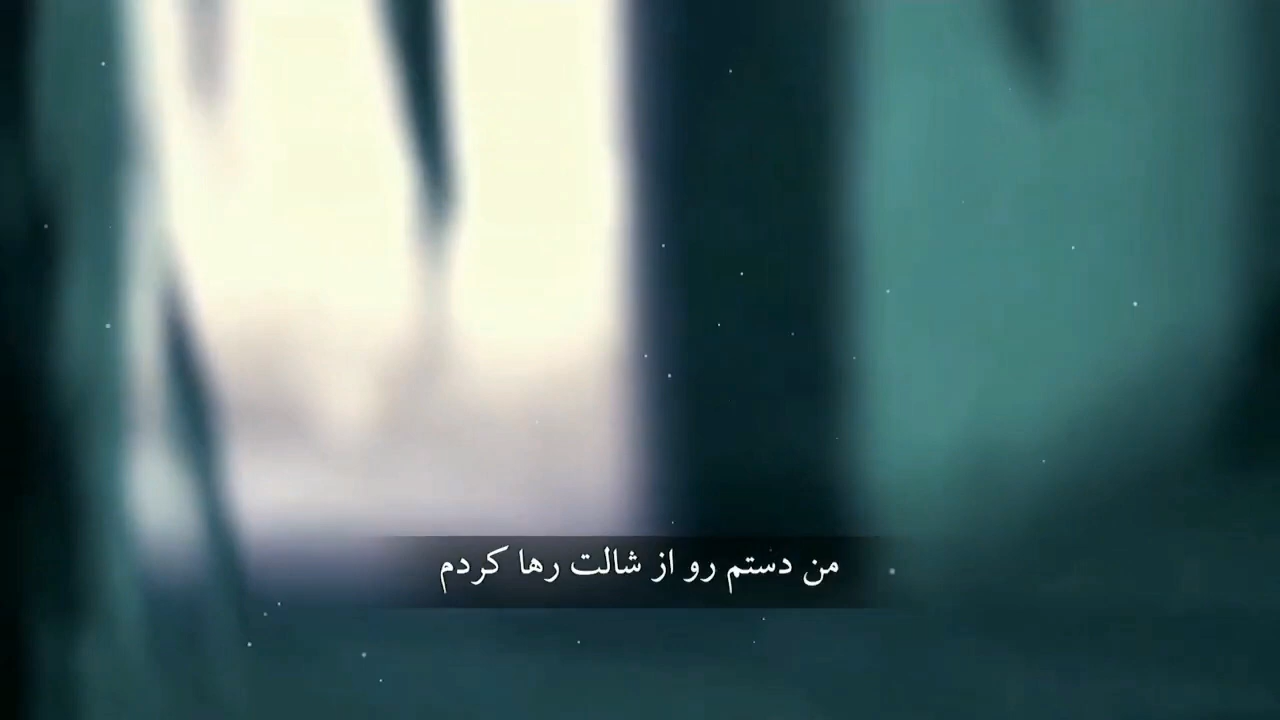 من دستم رو از شالت رها کردم